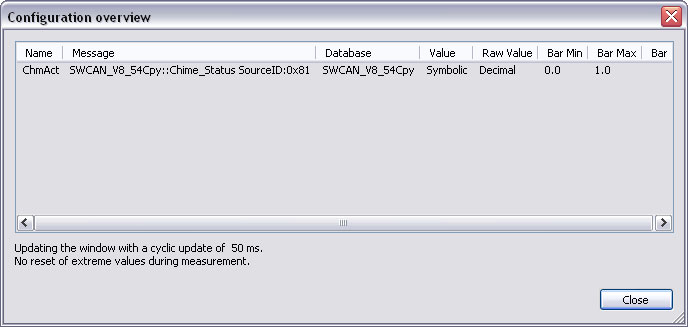 Configuration overview
Name Message Database Value Raw Value Bar Min Bar Max Bar
ChmAct SWCAN_V8_54Cpy::Chime_Status SourceID:0x81 SWCAN_V8_54Cpy Symbolic Decimal 0.0 1.0
Updating the window with a cyclic update of 50 ms.
No reset of extreme values during measurement.
Close